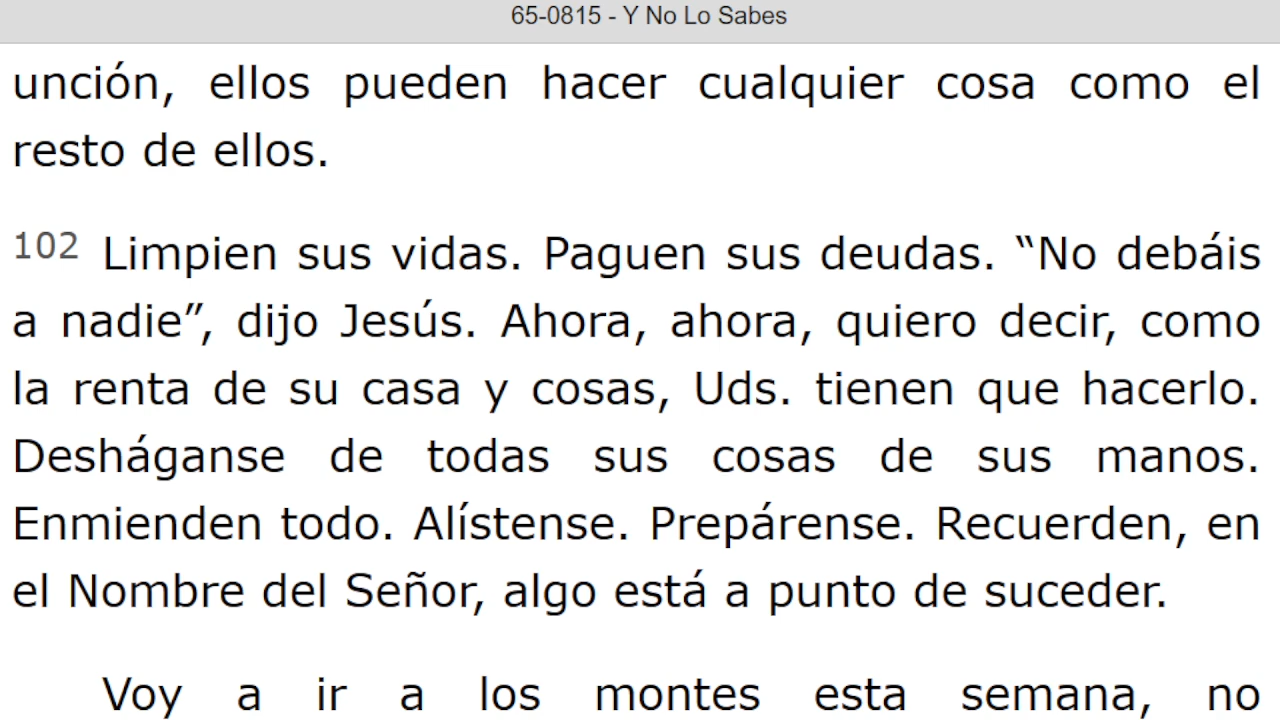 65-0815 - Y No Lo Sabes
unción, ellos pueden hacer cualquier cosa como el
resto de ellos.
102 Limpien sus vidas. Paguen sus deudas. “No debáis
a nadie”, dijo Jesús. Ahora, ahora, quiero decir, como
la renta de su casa y cosas, Uds. tienen que hacerlo.
Desháganse de todas sus cosas de sus manos.
Enmienden todo. Alístense. Prepárense. Recuerden, en
el Nombre del Señor, algo está a punto de suceder.
Voy a ir a los montes esta semana, no